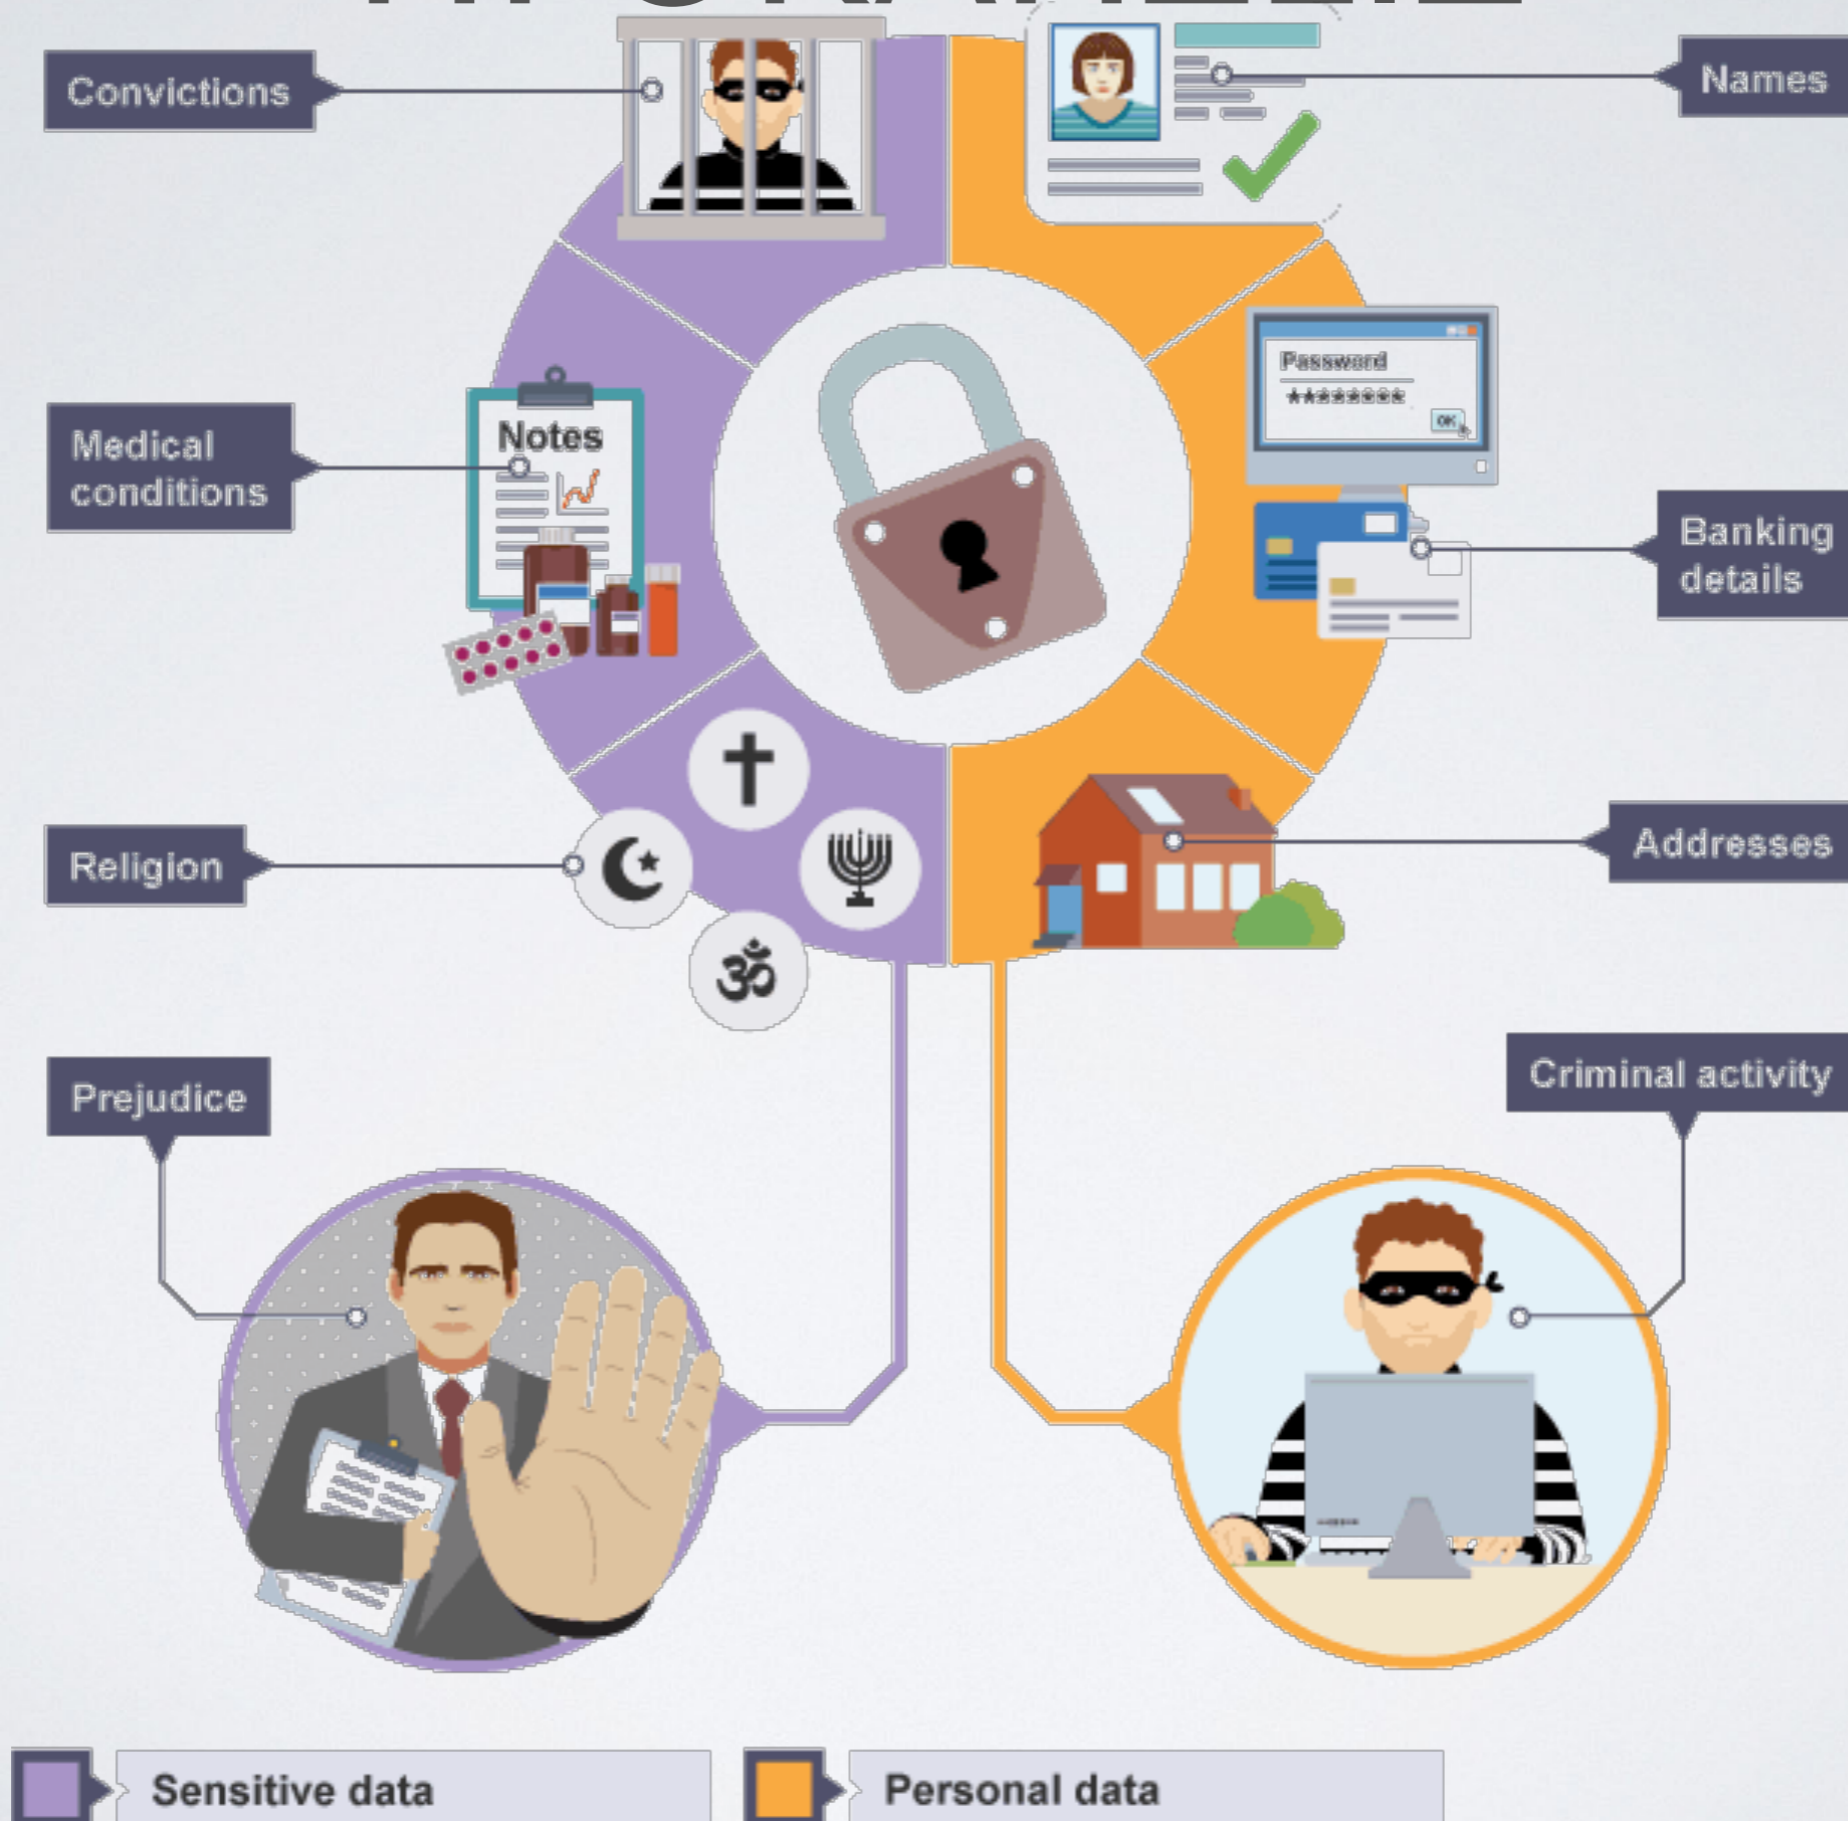 Convictions
Names
Password
********
OK
Notes
Medical
conditions
Banking
details
Religion
Addresses
Prejudice
Criminal activity
Sensitive data
Personal data